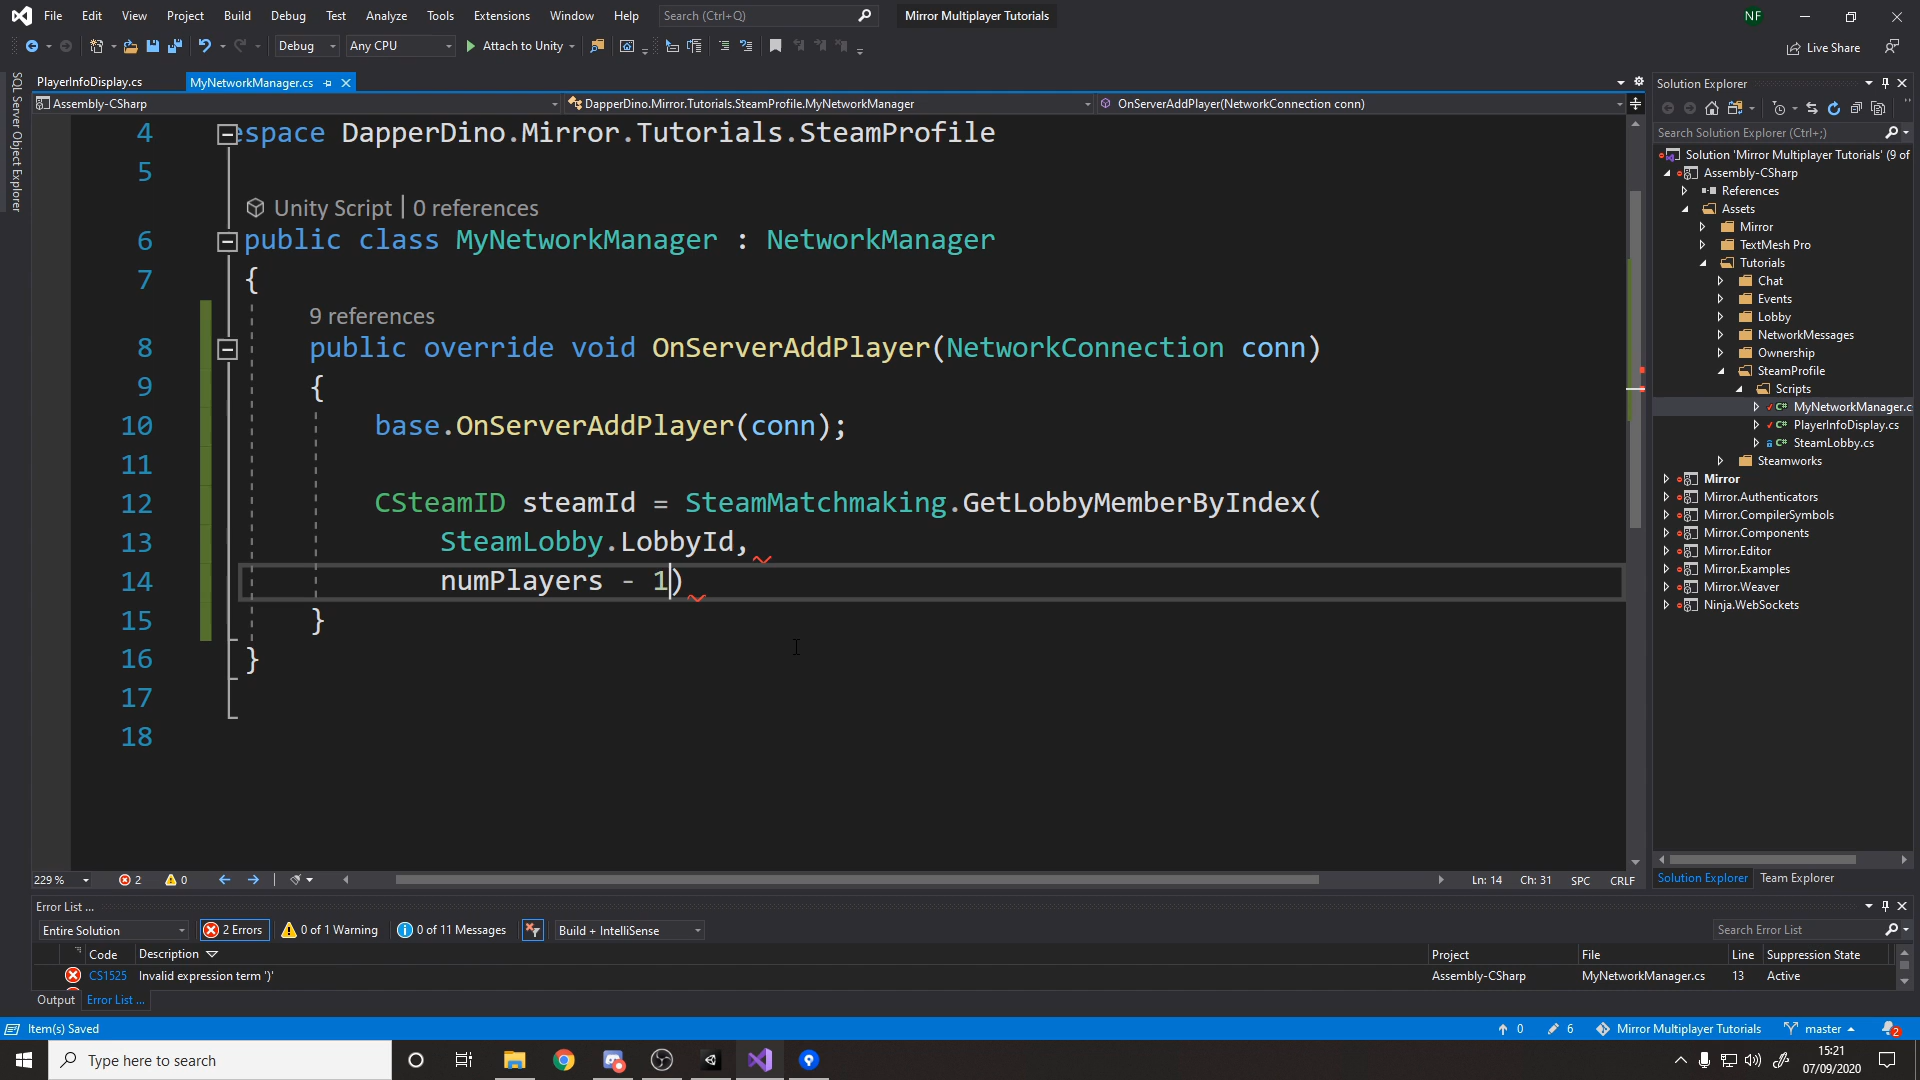 File Edit View Project Build Debug Test Analyze Tools Extensions Window Help Search (Ctrl+Q) Mirror Multiplayer Tutorials NF
Debug Any CPU Attach to Unity Live Share
SQL Server Object Explorer
PlayerInfoDisplay.cs MyNetworkManager.cs
Assembly-CSharp DapperDino.Mirror.Tutorials.SteamProfile.MyNetworkManager OnServerAddPlayer(NetworkConnection conn)
4 espace DapperDino.Mirror.Tutorials.SteamProfile
5
Unity Script | 0 references
6 public class MyNetworkManager : NetworkManager
7 {
9 references
8 public override void OnServerAddPlayer(NetworkConnection conn)
9 {
10 base.OnServerAddPlayer(conn);
11
12 CSteamID steamId = SteamMatchmaking.GetLobbyMemberByIndex(
13 SteamLobby.LobbyId,
14 numPlayers - 1)
15 }
16 }
17
18
229 % 2 0 Ln: 14 Ch: 31 SPC CRLF
Solution Explorer
Search Solution Explorer (Ctrl+;)
Solution 'Mirror Multiplayer Tutorials' (9 of
Assembly-CSharp
References
Assets
Mirror
TextMesh Pro
Tutorials
Chat
Events
Lobby
NetworkMessages
Ownership
SteamProfile
Scripts
MyNetworkManager.c
PlayerInfoDisplay.cs
SteamLobby.cs
Steamworks
Mirror
Mirror.Authenticators
Mirror.CompilerSymbols
Mirror.Components
Mirror.Editor
Mirror.Examples
Mirror.Weaver
Ninja.WebSockets
Solution Explorer Team Explorer
Error List ...
Entire Solution 2 Errors 0 of 1 Warning 0 of 11 Messages Build + IntelliSense Search Error List
Code Description Project File Line Suppression State
CS1525 Invalid expression term ')' Assembly-CSharp MyNetworkManager.cs 13 Active
Output Error List ...
Item(s) Saved 0 6 Mirror Multiplayer Tutorials master 2
Type here to search 15:21
07/09/2020